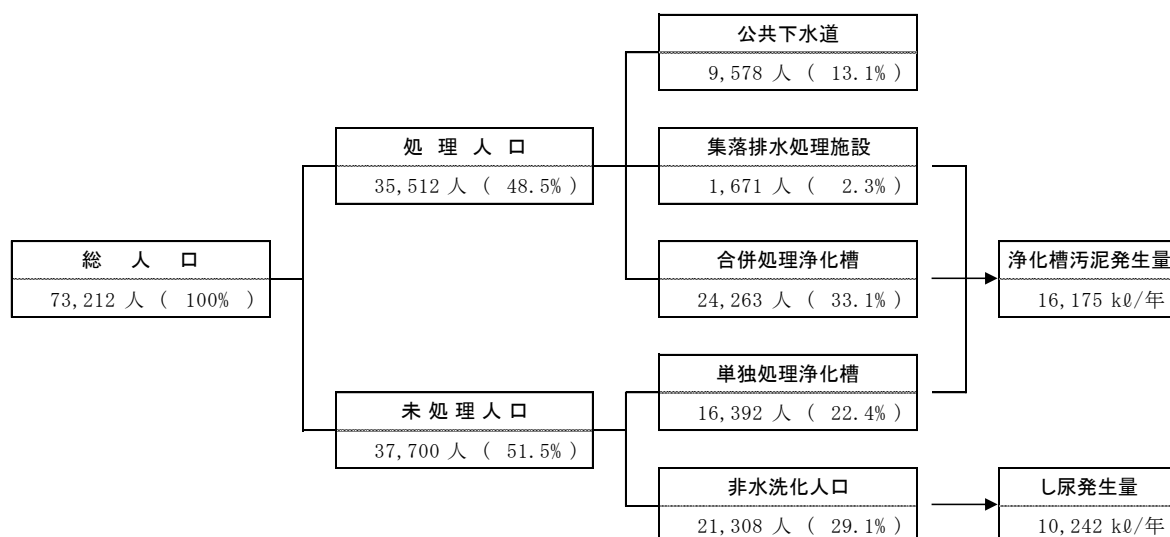 公共下水道
9,578 人 ( 13.1% )
処理人口
35,512 人 ( 48.5% )
集落排水処理施設
1,671 人 ( 2.3% )
総人口
73,212 人 ( 100% )
合併処理浄化槽
24,263 人 ( 33.1% )
浄化槽汚泥発生量
16,175 kℓ/年
単独処理浄化槽
16,392 人 ( 22.4% )
未処理人口
37,700 人 ( 51.5% )
非水洗化人口
21,308 人 ( 29.1% )
し尿発生量
10,242 kℓ/年